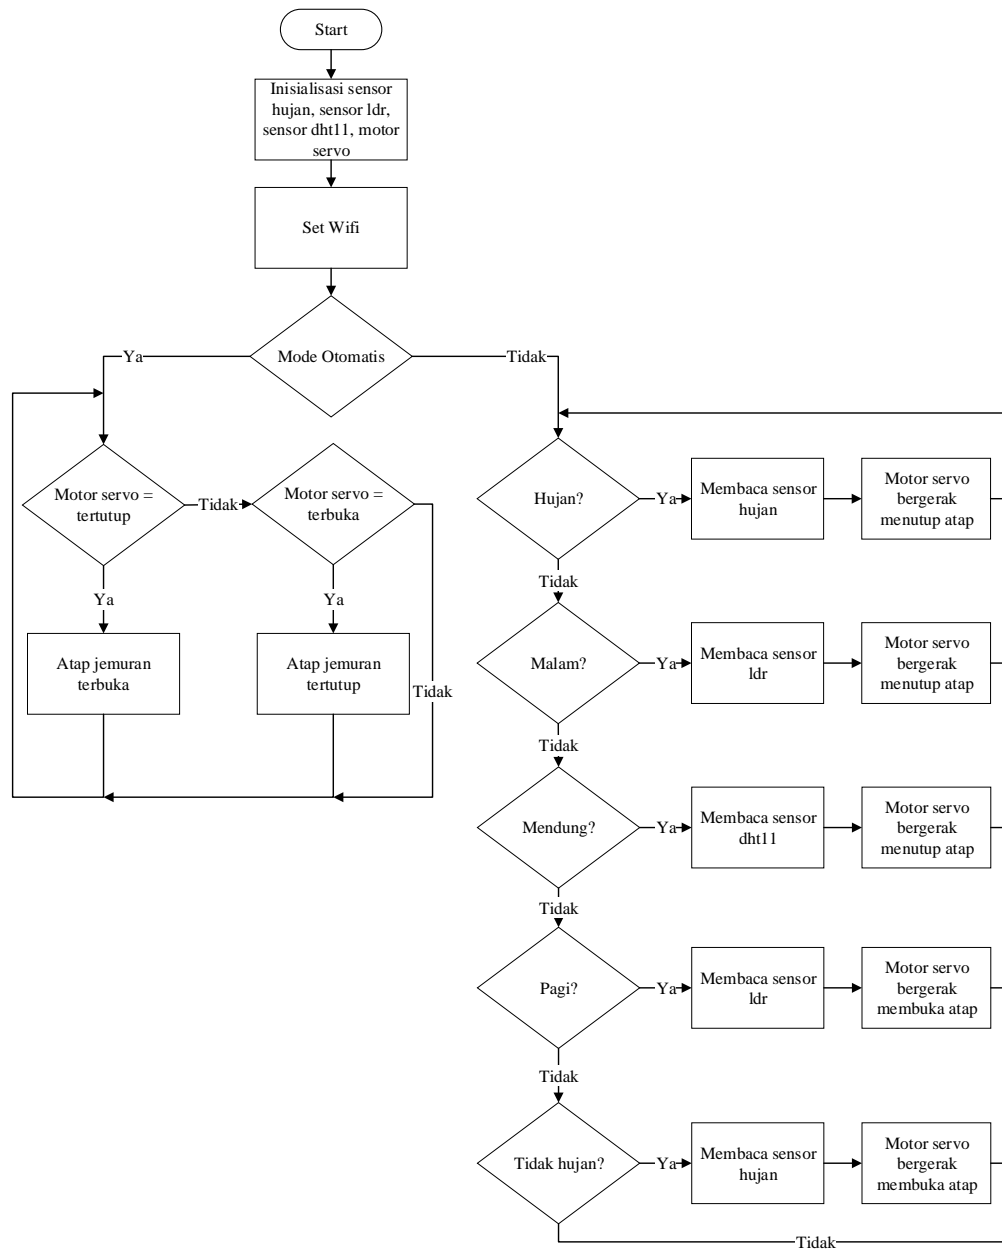 Start
Inisialisasi sensor
hujan, sensor ldr,
sensor dht11, motor
servo
Set Wifi
Mode Otomatis
Ya
Tidak
Motor servo =
tertutup
Tidak
Motor servo =
terbuka
Ya
Ya
Atap jemuran
terbuka
Atap jemuran
tertutup
Tidak
Hujan?
Ya
Membaca sensor
hujan
Motor servo
bergerak
menutup atap
Tidak
Malam?
Ya
Membaca sensor
ldr
Motor servo
bergerak
menutup atap
Tidak
Mendung?
Ya
Membaca sensor
dht11
Motor servo
bergerak
menutup atap
Tidak
Pagi?
Ya
Membaca sensor
ldr
Motor servo
bergerak
membuka atap
Tidak
Tidak hujan?
Ya
Membaca sensor
hujan
Motor servo
bergerak
membuka atap
Tidak